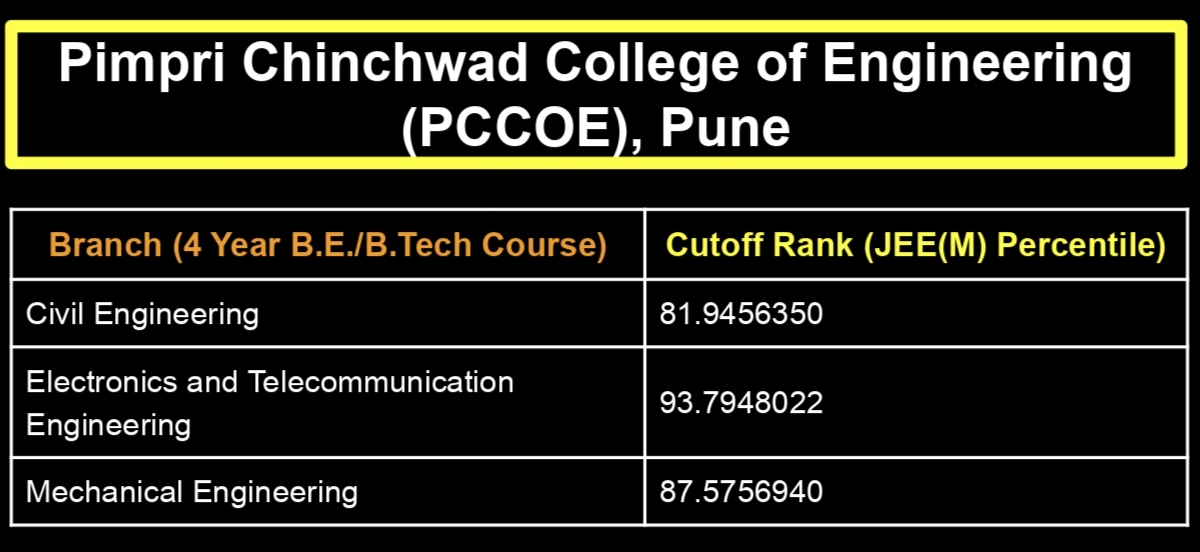 Pimpri Chinchwad College of Engineering
(PCCOE), Pune
Branch (4 Year B.E./B.Tech Course) Cutoff Rank (JEE(M) Percentile)
Civil Engineering 81.9456350
Electronics and Telecommunication
Engineering 93.7948022
Mechanical Engineering 87.5756940